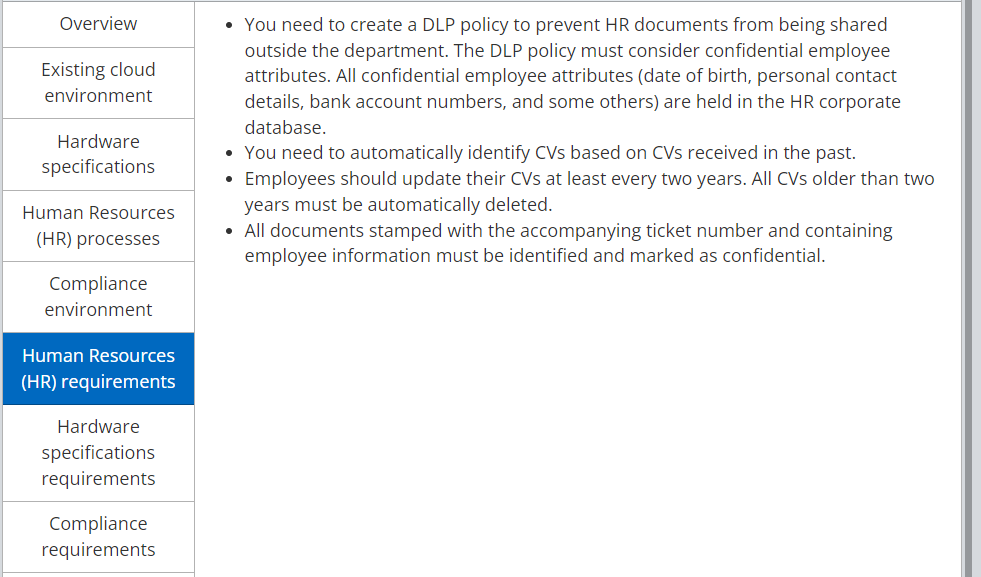 Overview
Existing cloud
environment
Hardware
specifications
Human Resources
(HR) processes
Compliance
environment
Human Resources
(HR) requirements
Hardware
specifications
requirements
Compliance
requirements
• You need to create a DLP policy to prevent HR documents from being shared
outside the department. The DLP policy must consider confidential employee
attributes. All confidential employee attributes (date of birth, personal contact
details, bank account numbers, and some others) are held in the HR corporate
database.
• You need to automatically identify CVs based on CVs received in the past.
• Employees should update their CVs at least every two years. All CVs older than two
years must be automatically deleted.
• All documents stamped with the accompanying ticket number and containing
employee information must be identified and marked as confidential.